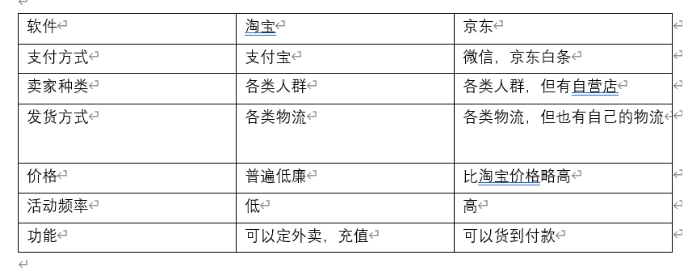 软件 淘宝 京东
支付方式 支付宝 微信，京东白条
卖家种类 各类人群 各类人群，但有自营店
发货方式 各类物流 各类物流，但也有自己的物流
价格 普遍低廉 比淘宝价格略高
活动频率 低 高
功能 可以定外卖，充值 可以货到付款